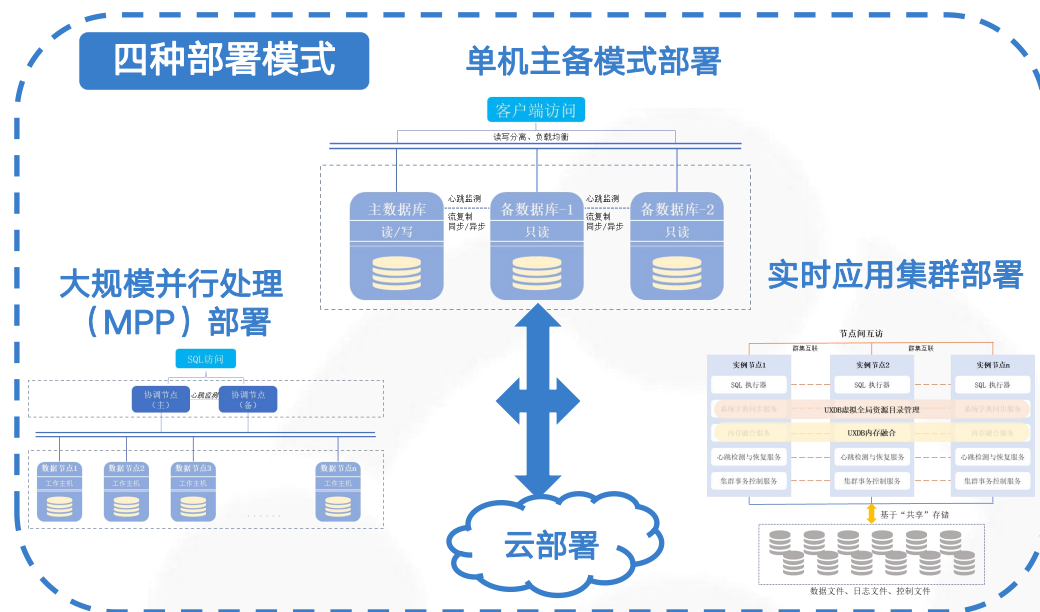 四种部署模式
单机主备模式部署
客户端访问
读写分离、负载均衡
主数据库
读/写
心跳监测
流复制
同步/异步
备数据库-1
只读
心跳监测
流复制
同步/异步
备数据库-2
只读
大规模并行处理
（MPP）部署
SQL访问
协调节点
（主）
心跳监测
协调节点
（备）
数据节点1
工作主机
数据节点2
工作主机
数据节点3
工作主机
......
数据节点n
工作主机
实时应用集群部署
节点间互访
群集互联
群集互联
实例节点1
实例节点2
实例节点n
SQL 执行器
SQL 执行器
SQL 执行器
UXDB虚拟全局资源目录管理
内存融合服务
UXDB内存融合
内存融合服务
心跳检测与恢复服务
心跳检测与恢复服务
心跳检测与恢复服务
集群事务控制服务
集群事务控制服务
集群事务控制服务
基于“共享”存储
数据文件、日志文件、控制文件
云部署